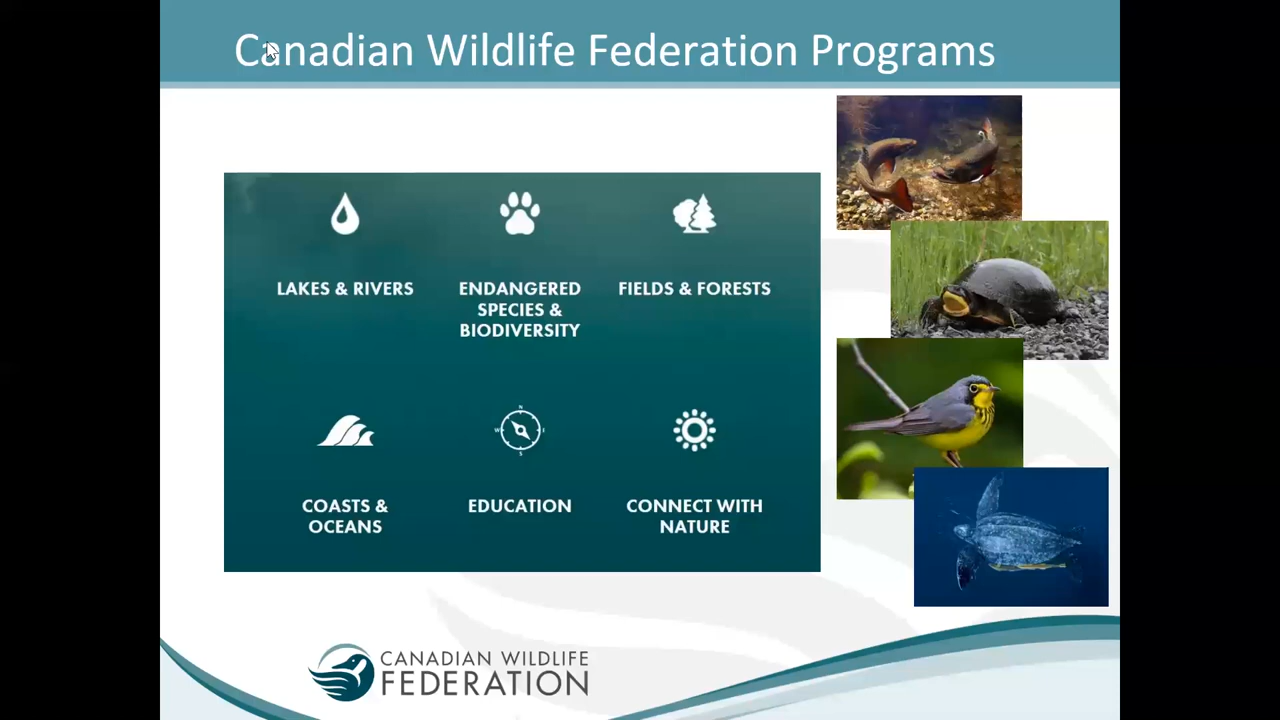 Canadian Wildlife Federation Programs
LAKES & RIVERS
ENDANGERED
SPECIES &
BIODIVERSITY
FIELDS & FORESTS
COASTS &
OCEANS
N
W E
S
EDUCATION
CONNECT WITH
NATURE
CANADIAN WILDLIFE
FEDERATION